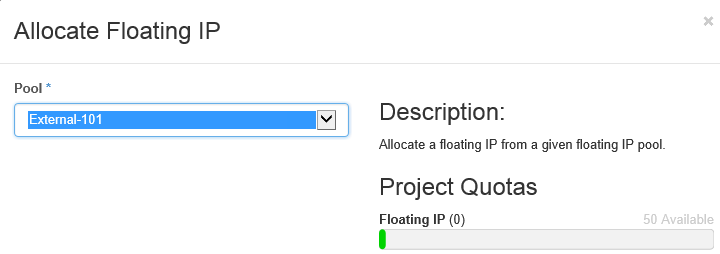 Allocate Floating IP
×
Pool *
External-101
Description:
Allocate a floating IP from a given floating IP pool.
Project Quotas
Floating IP (0) 50 Available